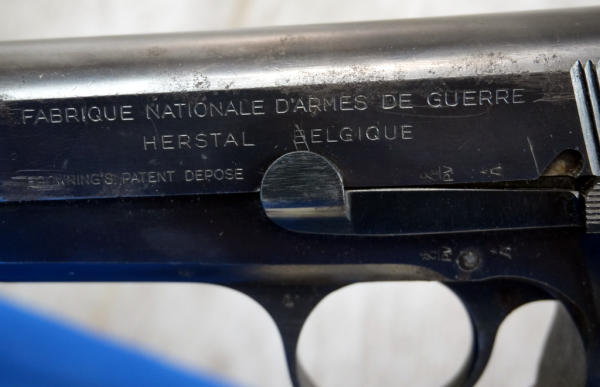 FABRIQUE NATIONALE D'ARMES DE GUERRE
HERSTAL BELGIQUE
BROWNING'S PATENT DEPOSE